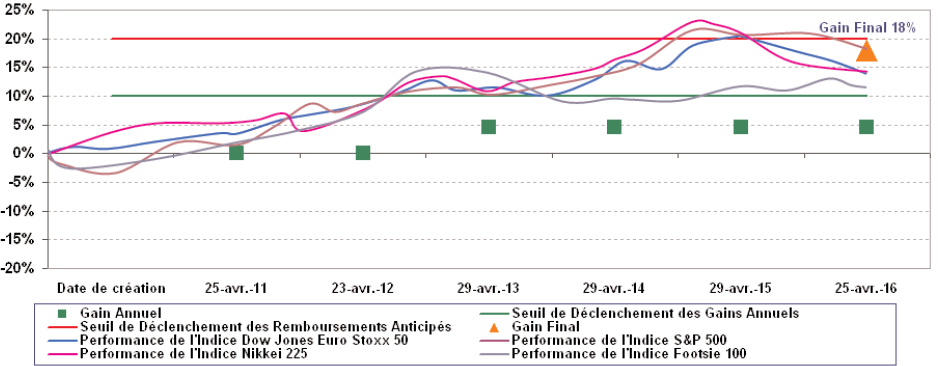 25%
20%
15%
10%
5%
0%
-5%
-10%
-15%
-20%
Gain Final 18%
Date de création 25-avr.-11 23-avr.-12 29-avr.-13 29-avr.-14 29-avr.-15 25-avr.-16
Gain Annuel Seuil de Déclenchement des Gains Annuels
Seuil de Déclenchement des Remboursements Anticipés Gain Final
Performance de l'Indice Dow Jones Euro Stoxx 50 Performance de l'Indice S&P 500
Performance de l'Indice Nikkei 225 Performance de l'Indice Footsie 100